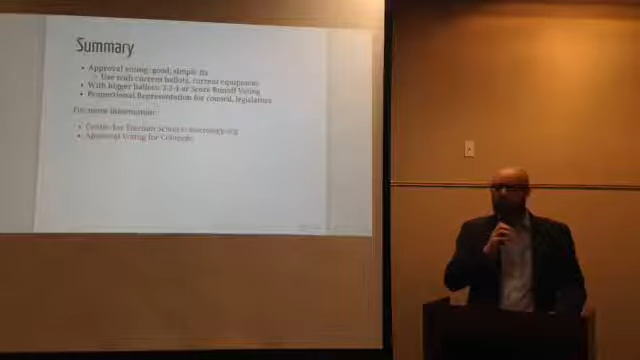 Summary
• Approval voting: good, simple fix
◦ Use with current ballots, current equipment
• With bigger ballots: 3-2-1 or Score Runoff Voting
• Proportional Representation for council, legislature
For more information:
• Center for Election Science: electology.org
• Approval Voting for Colorado